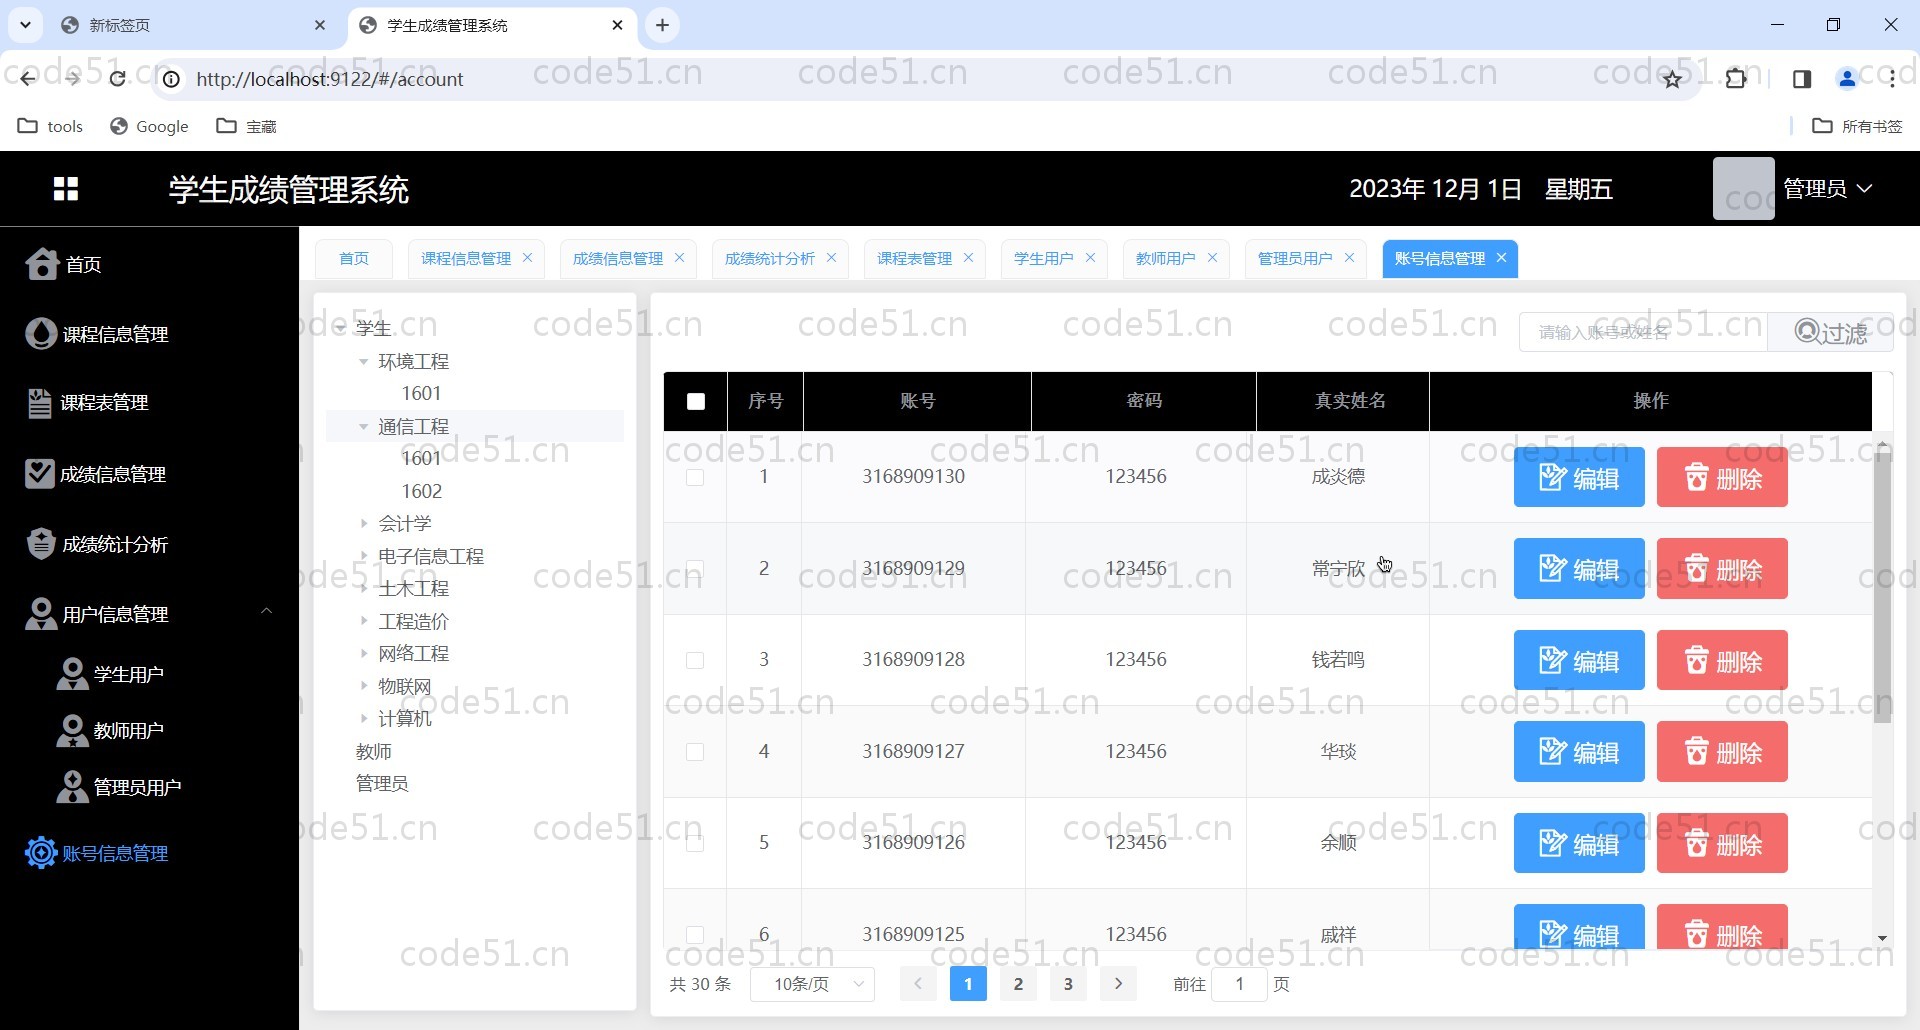 新标签页
学生成绩管理系统
http://localhost:9122/#/account
tools
Google
宝藏
所有书签
学生成绩管理系统
2023年 12月 1日 星期五
管理员
首页
课程信息管理
课程表管理
成绩信息管理
成绩统计分析
用户信息管理
学生用户
教师用户
管理员用户
账号信息管理
首页
课程信息管理
成绩信息管理
成绩统计分析
课程表管理
学生用户
教师用户
管理员用户
账号信息管理
学生
环境工程
1601
通信工程
1601
1602
会计学
电子信息工程
土木工程
工程造价
网络工程
物联网
计算机
教师
管理员
请输入账号或姓名
过滤
序号 账号 密码 真实姓名 操作
1 3168909130 123456 成炎德 编辑 删除
2 3168909129 123456 常宁欣 编辑 删除
3 3168909128 123456 钱若鸣 编辑 删除
4 3168909127 123456 华琰 编辑 删除
5 3168909126 123456 余顺 编辑 删除
6 3168909125 123456 戚祥 编辑 删除
共 30 条 10条/页 1 2 3 前往 1 页
code51.cn